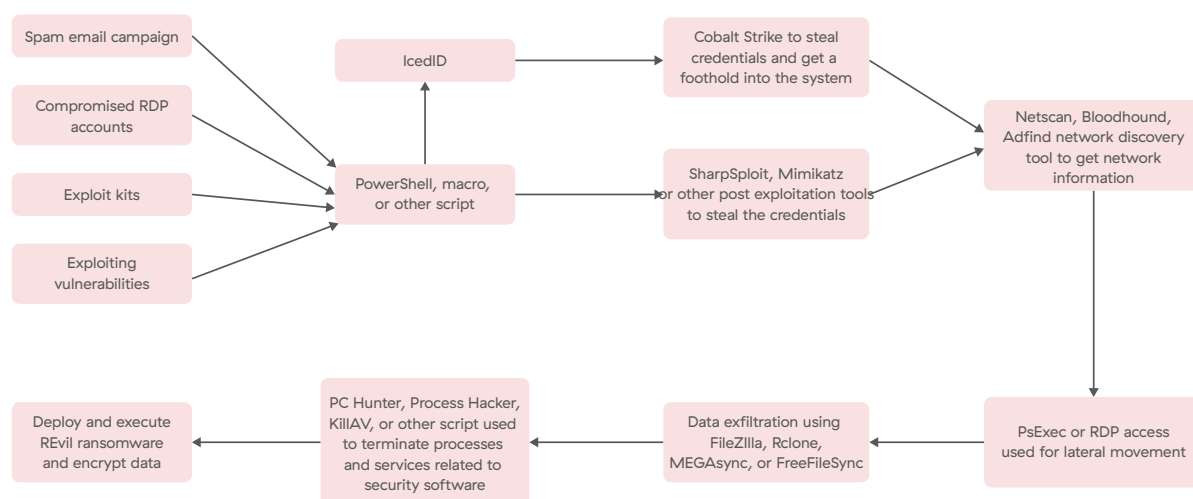 Spam email campaign
Compromised RDP
accounts
Exploit kits
Exploiting
vulnerabilities
IcedID
PowerShell, macro,
or other script
Cobalt Strike to steal
credentials and get a
foothold into the system
SharpSploit, Mimikatz
or other post exploitation tools
to steal the credentials
Netscan, Bloodhound,
Adfind network discovery
tool to get network
information
PsExec or RDP access
used for lateral movement
Data exfiltration using
FileZIlla, Rclone,
MEGAsync, or FreeFileSync
PC Hunter, Process Hacker,
KillAV, or other script used
to terminate processes
and services related to
security software
Deploy and execute
REvil ransomware
and encrypt data